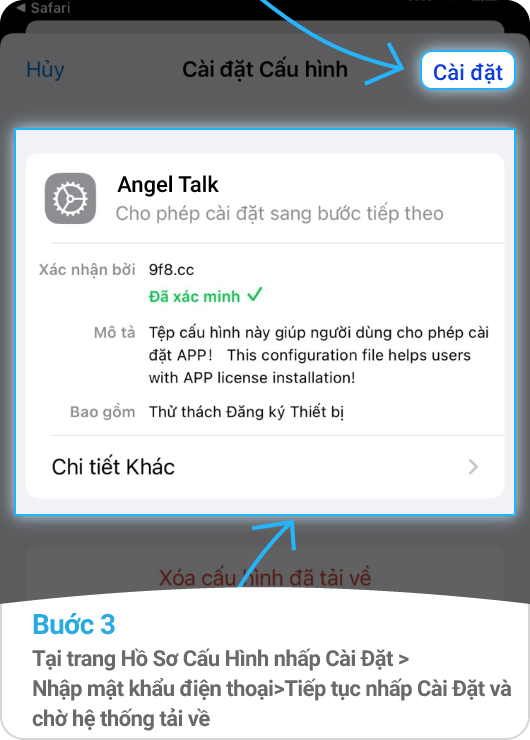 ◀ Safari
Hủy
Cài đặt Cấu hình
Cài đặt
Angel Talk
Cho phép cài đặt sang bước tiếp theo
Xác nhận bởi 9f8.cc
Đã xác minh ✓
Mô tả Tệp cấu hình này giúp người dùng cho phép cài
đặt APP! This configuration file helps users
with APP license installation!
Bao gồm Thử thách Đăng ký Thiết bị
Chi tiết Khác
Xóa cấu hình đã tải về
Bước 3
Tại trang Hồ Sơ Cấu Hình nhấp Cài Đặt >
Nhập mật khẩu điện thoại>Tiếp tục nhấp Cài Đặt và
chờ hệ thống tải về